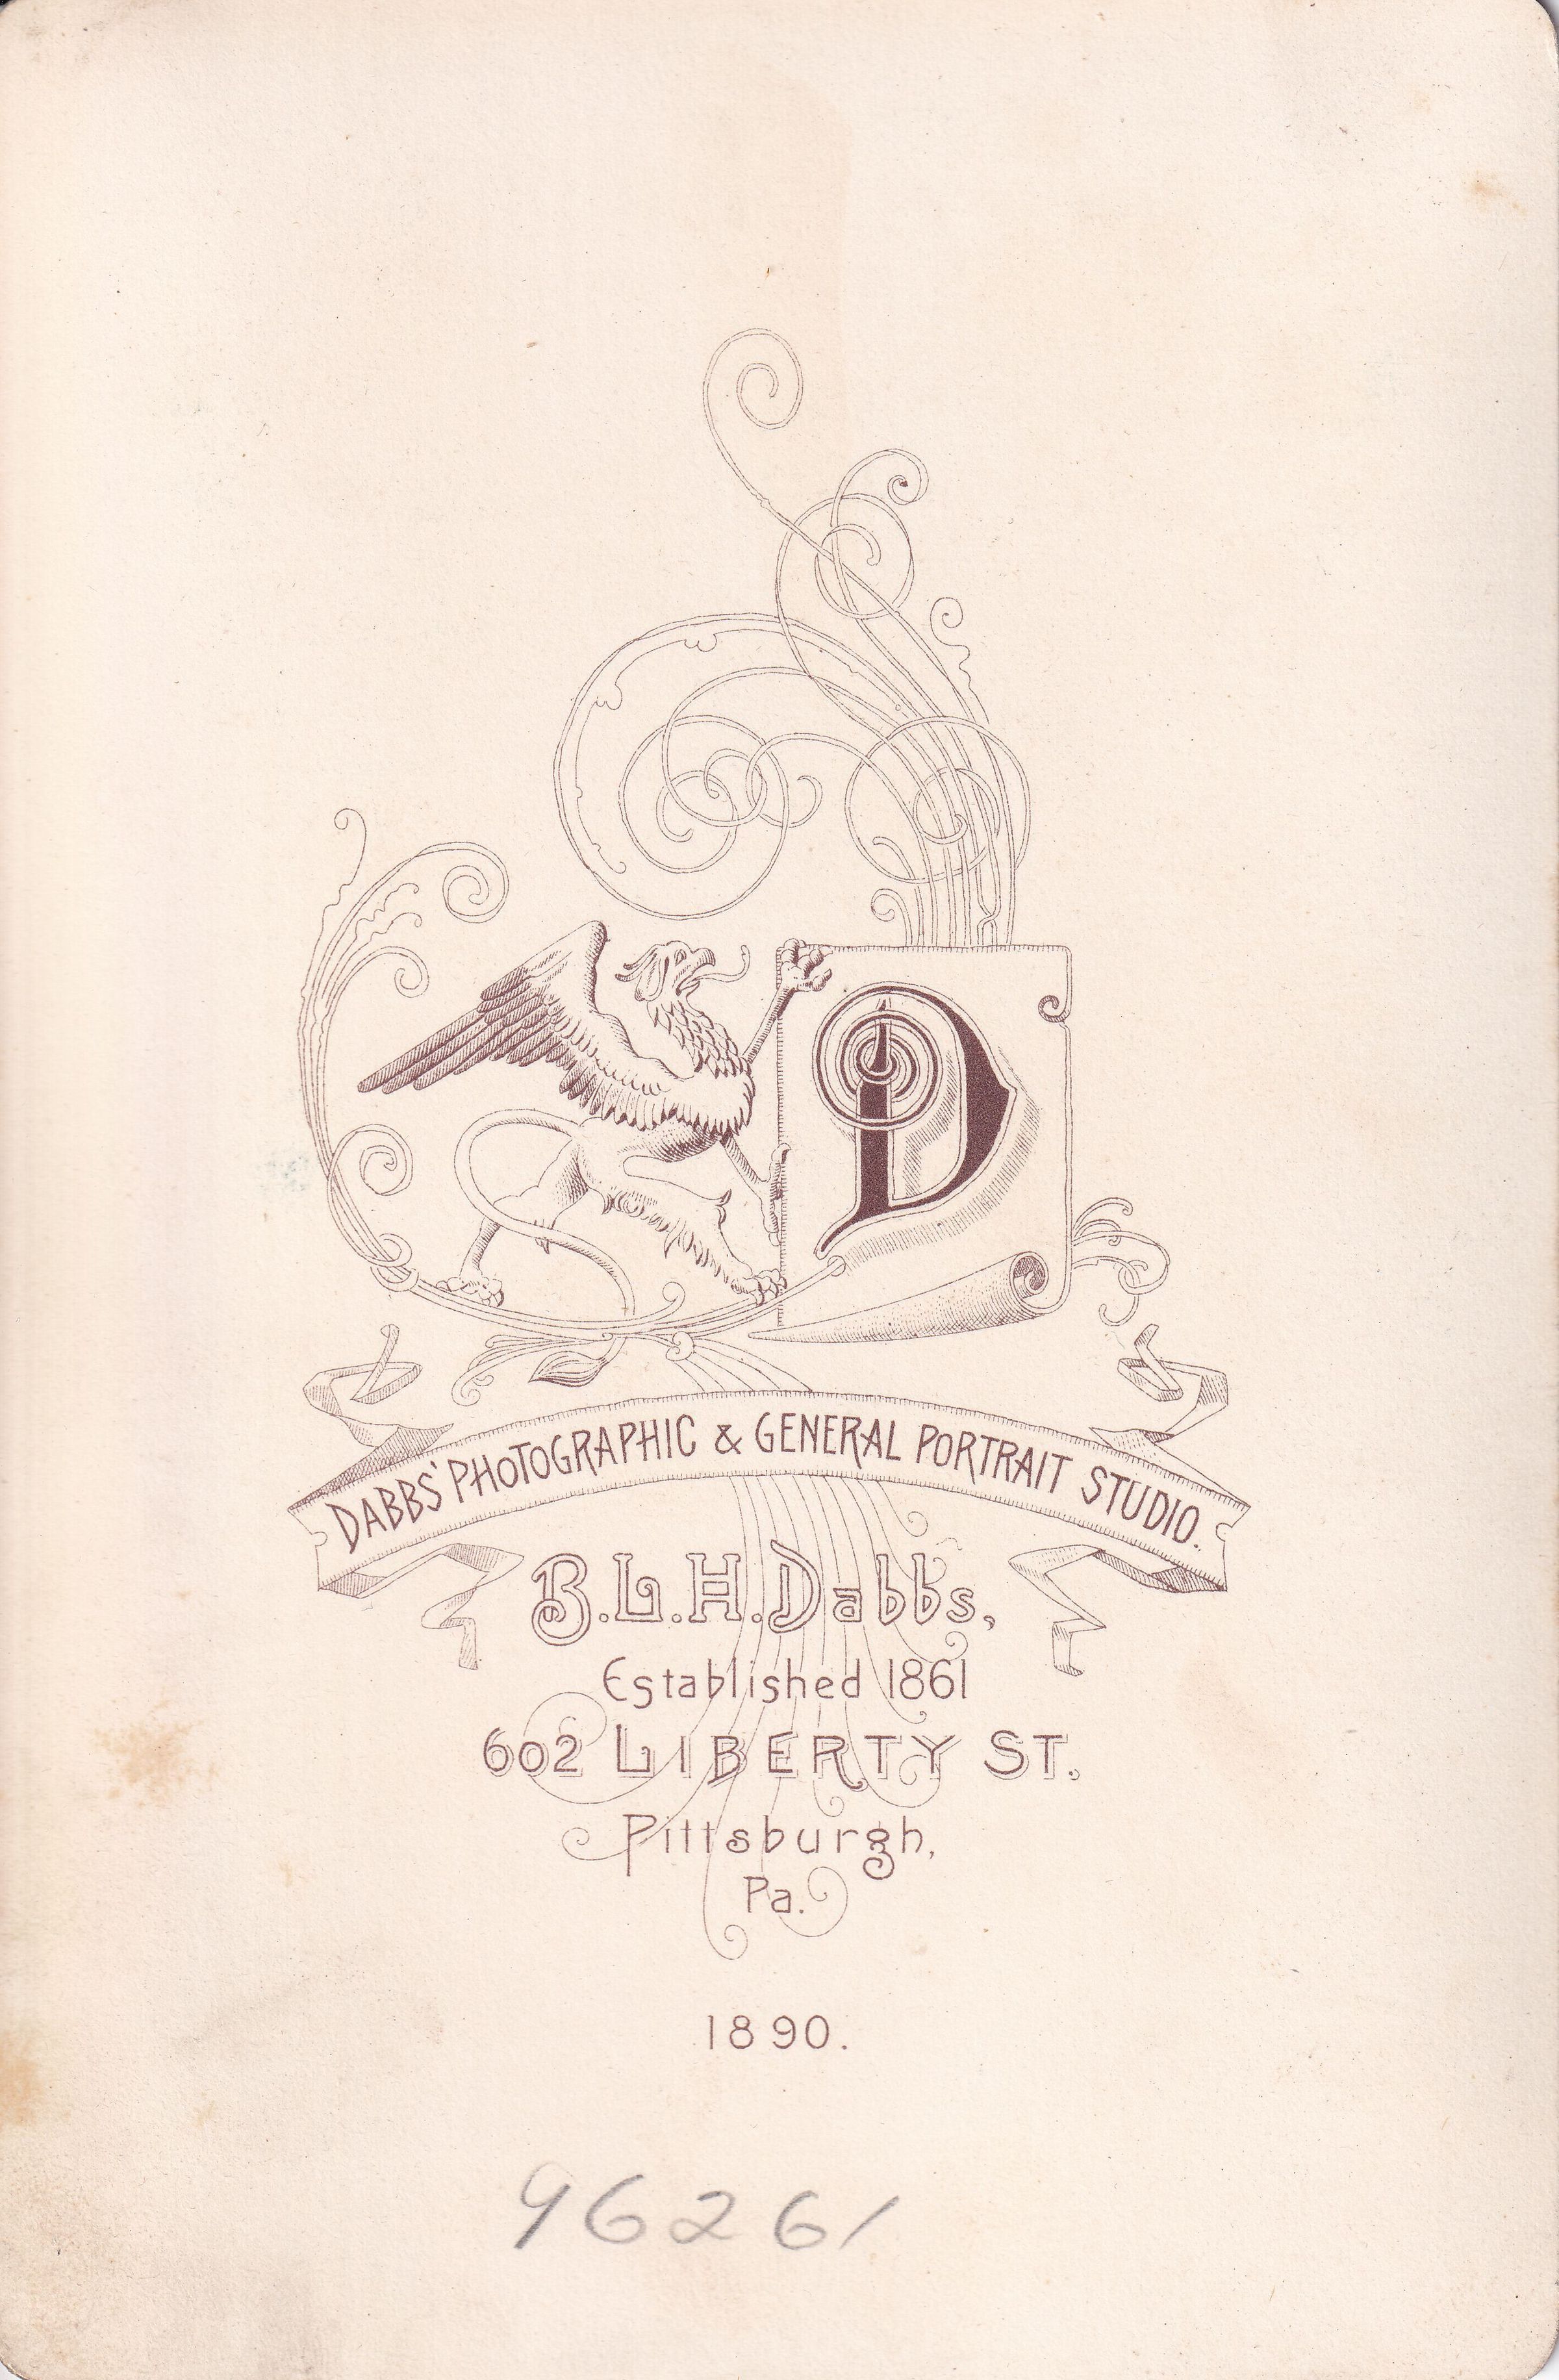 D
DABBS' PHOTOGRAPHIC & GENERAL PORTRAIT STUDIO.
B.L.H. Dabbs,
Established 1861
602 LIBERTY ST.
Pittsburgh,
Pa.
1890.
96261